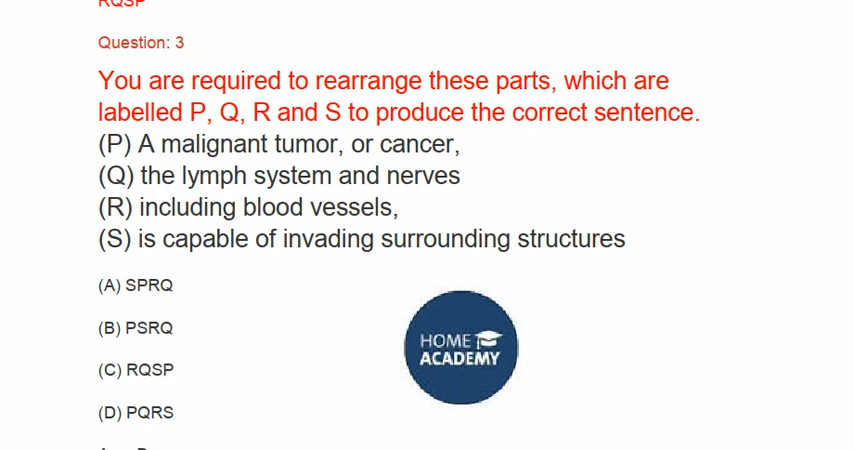 RQSP
Question: 3
You are required to rearrange these parts, which are
labelled P, Q, R and S to produce the correct sentence.
(P) A malignant tumor, or cancer,
(Q) the lymph system and nerves
(R) including blood vessels,
(S) is capable of invading surrounding structures
(A) SPRQ
(B) PSRQ
(C) RQSP
(D) PQRS
HOME
ACADEMY